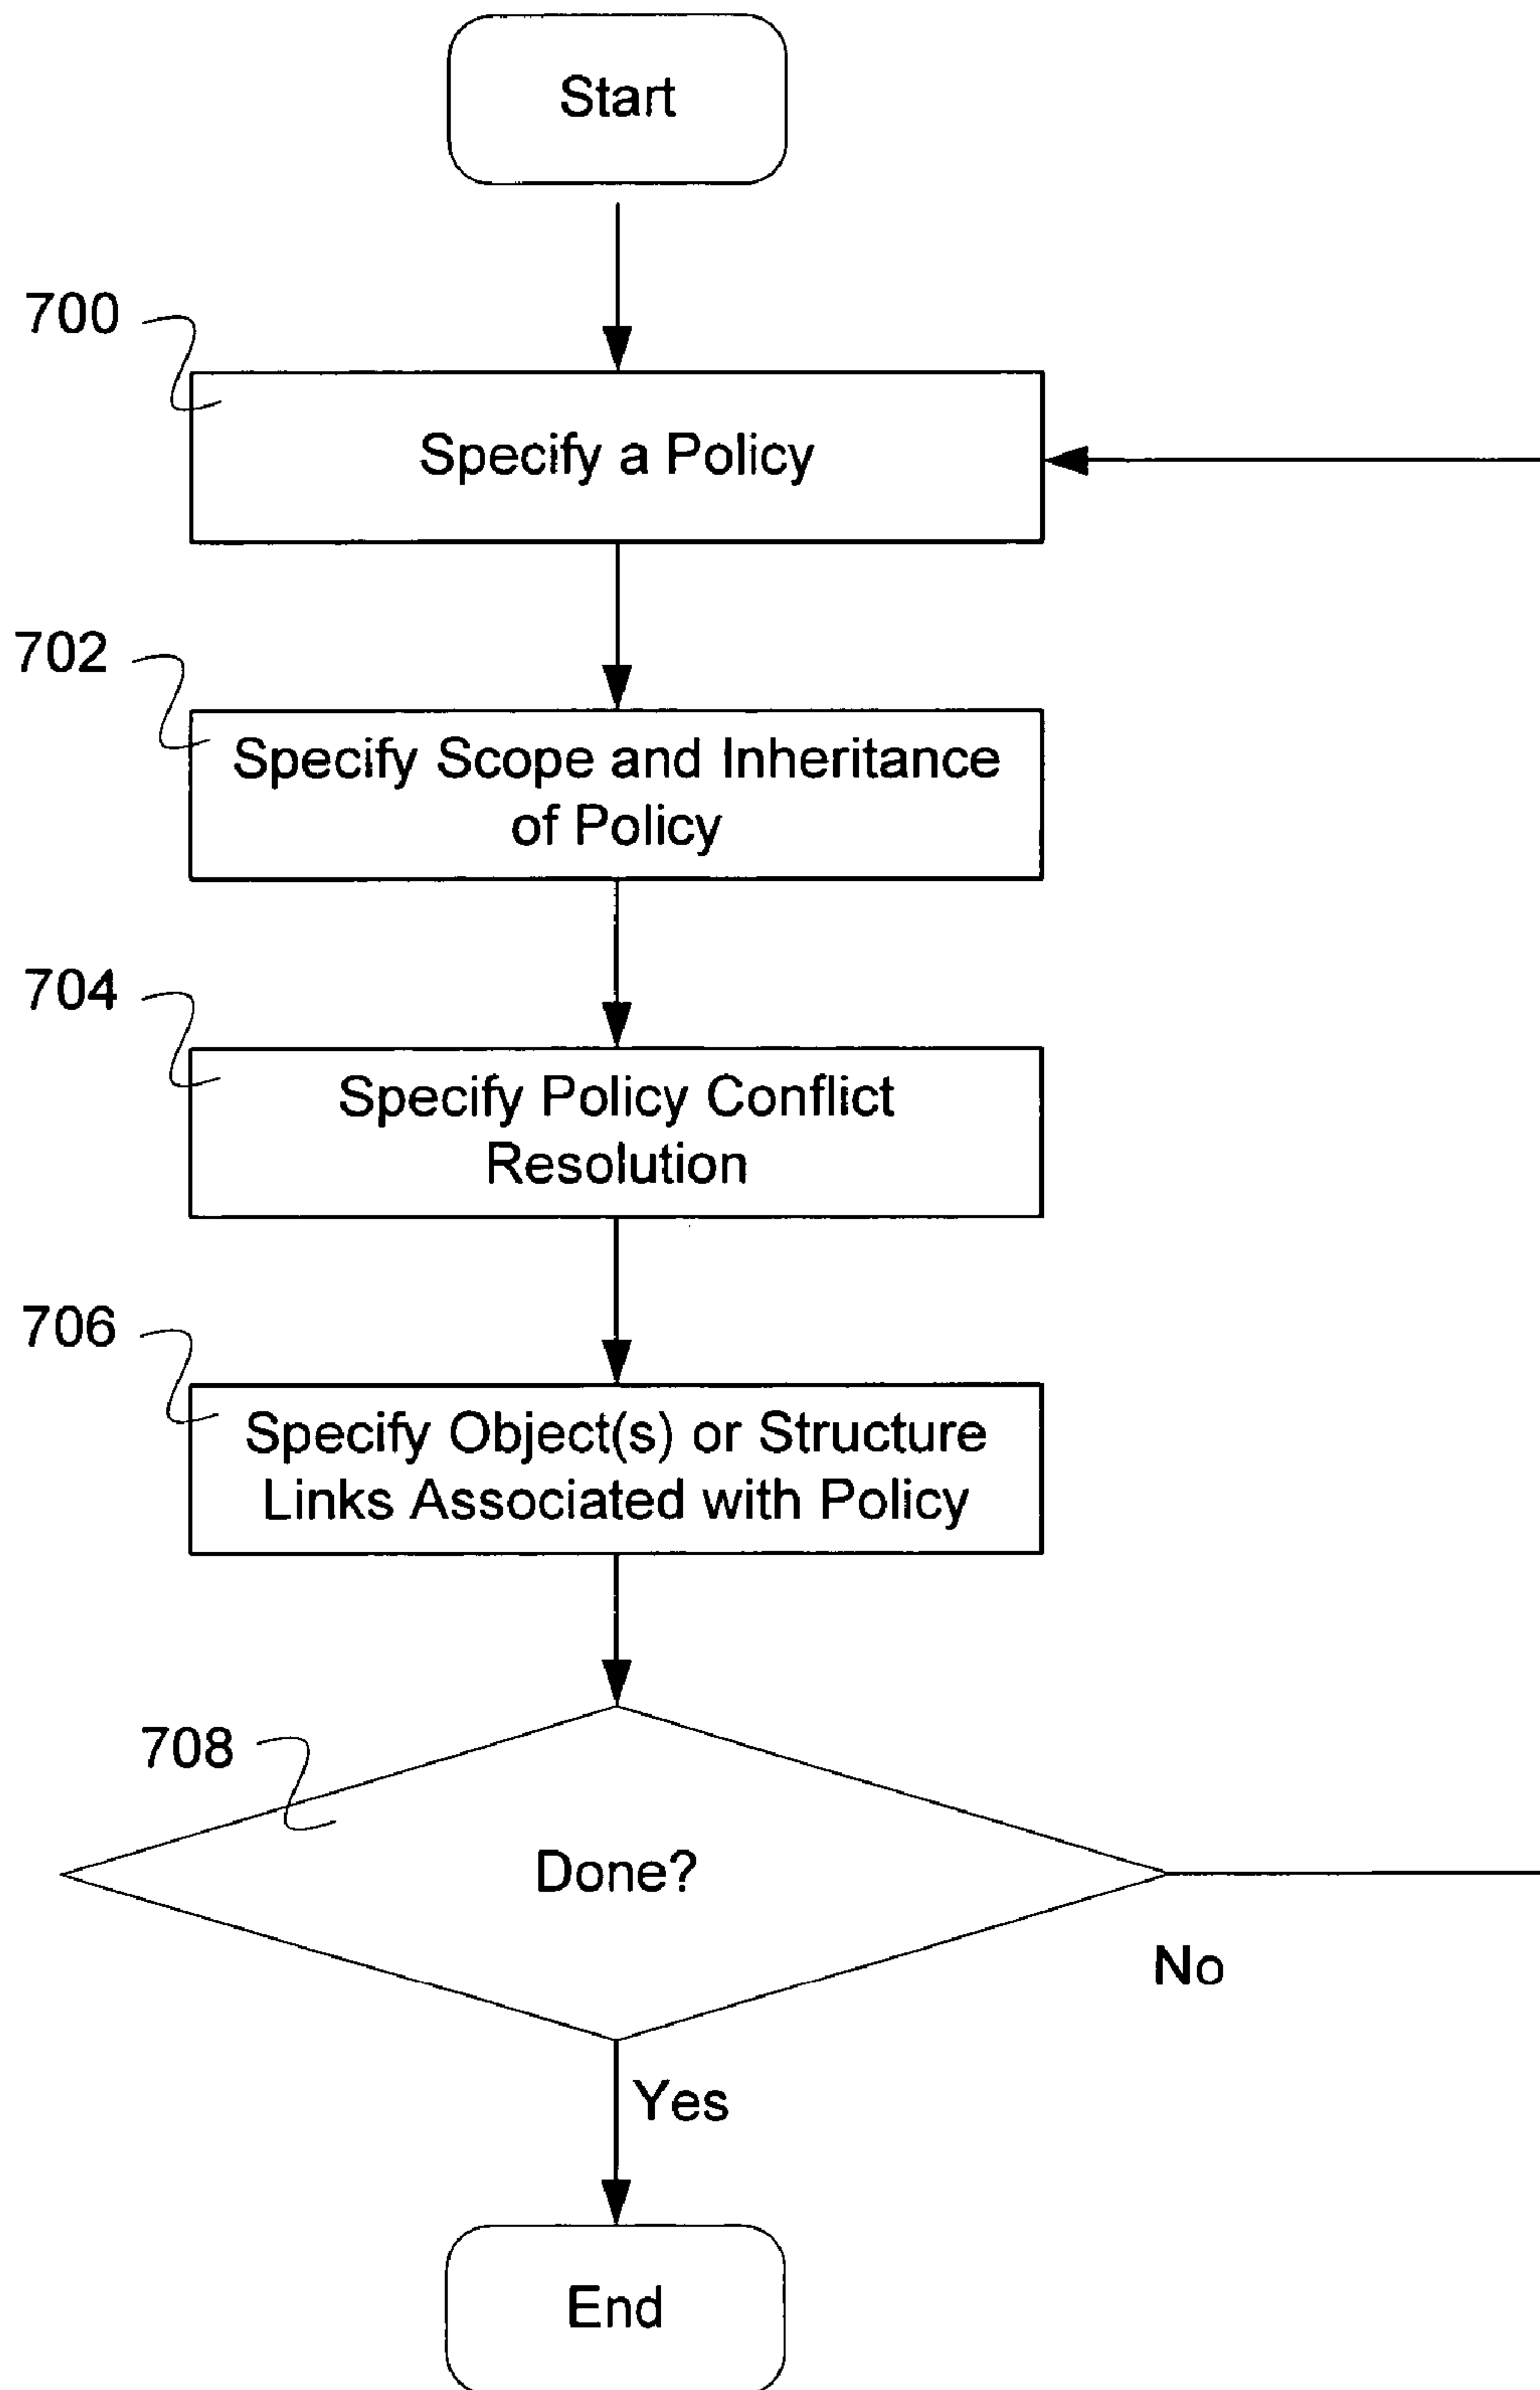 Start
700
Specify a Policy
702
Specify Scope and Inheritance
of Policy
704
Specify Policy Conflict
Resolution
706
Specify Object(s) or Structure
Links Associated with Policy
708
Done?
No
Yes
End